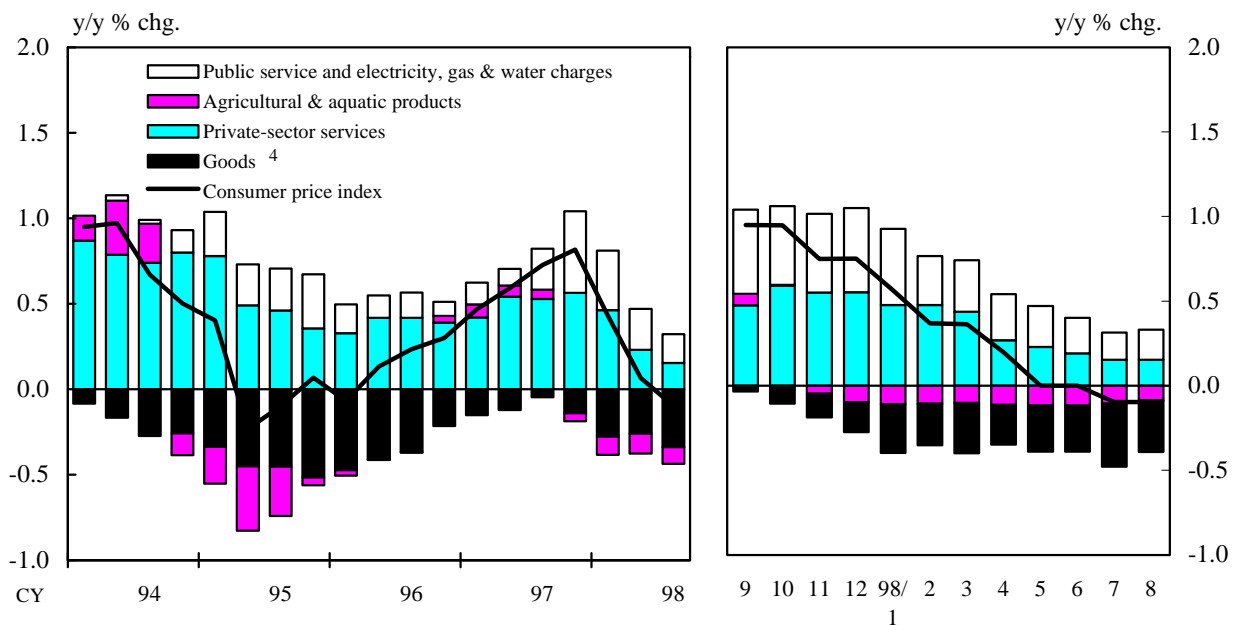 y/y % chg.
y/y % chg.
2.0
1.5
1.0
0.5
0.0
-0.5
-1.0
Public service and electricity, gas & water charges
Agricultural & aquatic products
Private-sector services
Goods 4
Consumer price index
CY 94 95 96 97 98
2.0
1.5
1.0
0.5
0.0
-0.5
-1.0
9 10 11 12 98/ 2 3 4 5 6 7 8
1